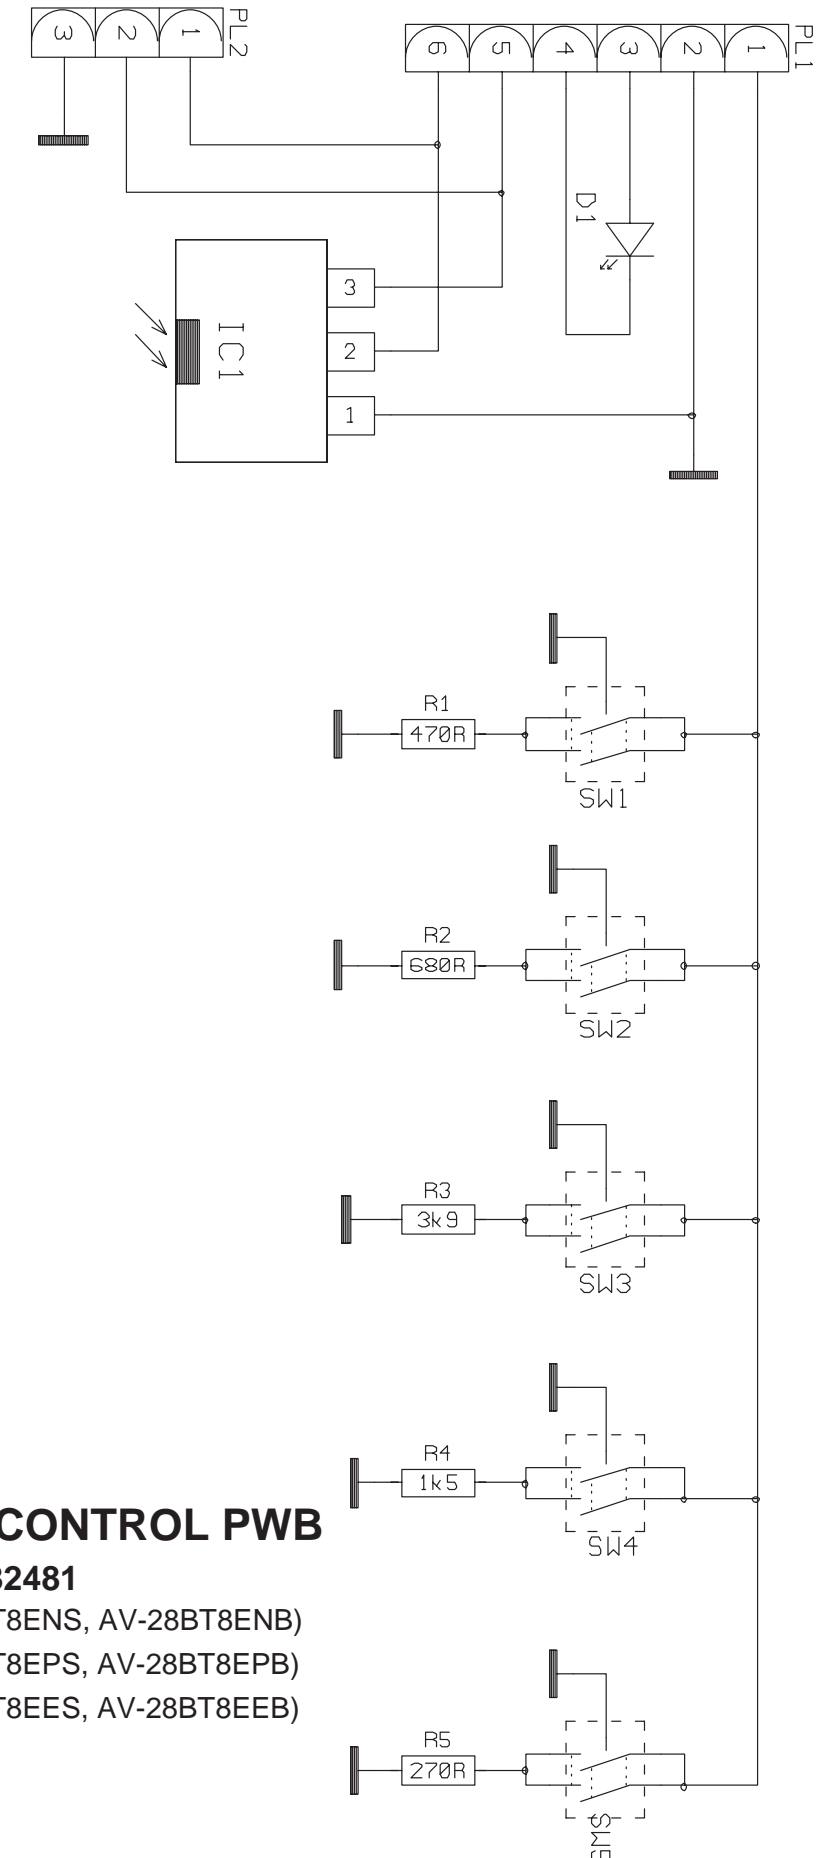 3 2 1 PL2
6 5 4 3 2 1 PL1
D1
3
2
1
IC1
R1
470R
SW1
R2
680R
SW2
R3
3k9
SW3
R4
1k5
SW4
CONTROL PWB
32481
T8ENS, AV-28BT8ENB)
T8EPS, AV-28BT8EPB)
T8EES, AV-28BT8EEB)
R5
270R
SW5